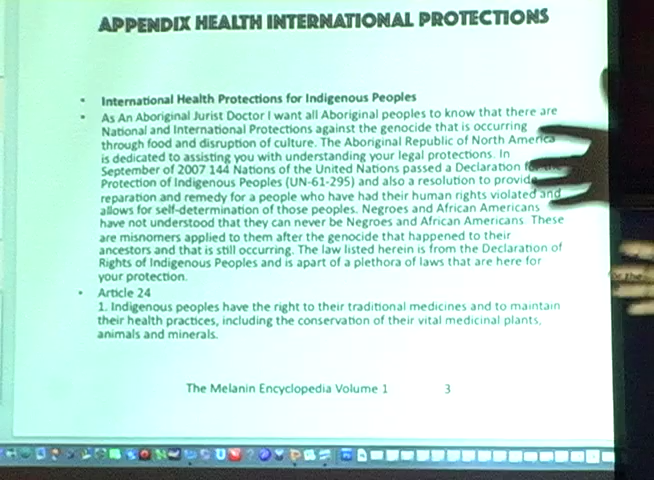 APPENDIX HEALTH INTERNATIONAL PROTECTIONS
• International Health Protections for Indigenous Peoples
• As An Aboriginal Jurist Doctor I want all Aboriginal peoples to know that there are
National and International Protections against the genocide that is occurring
through food and disruption of culture. The Aboriginal Republic of North America
is dedicated to assisting you with understanding your legal protections. In
September of 2007 144 Nations of the United Nations passed a Declaration
Protection of Indigenous Peoples (UN-61-295) and also a resolution to provide
reparation and remedy for a people who have had their human rights violated and
allows for self-determination of those peoples. Negroes and African Americans
have not understood that they can never be Negroes and African Americans. These
are misnomers applied to them after the genocide that happened to their
ancestors and that is still occurring. The law listed herein is from the Declaration of
Rights of Indigenous Peoples and is apart of a plethora of laws that are here for
your protection.
• Article 24
1. Indigenous peoples have the right to their traditional medicines and to maintain
their health practices, including the conservation of their vital medicinal plants,
animals and minerals.
The Melanin Encyclopedia Volume 1 3